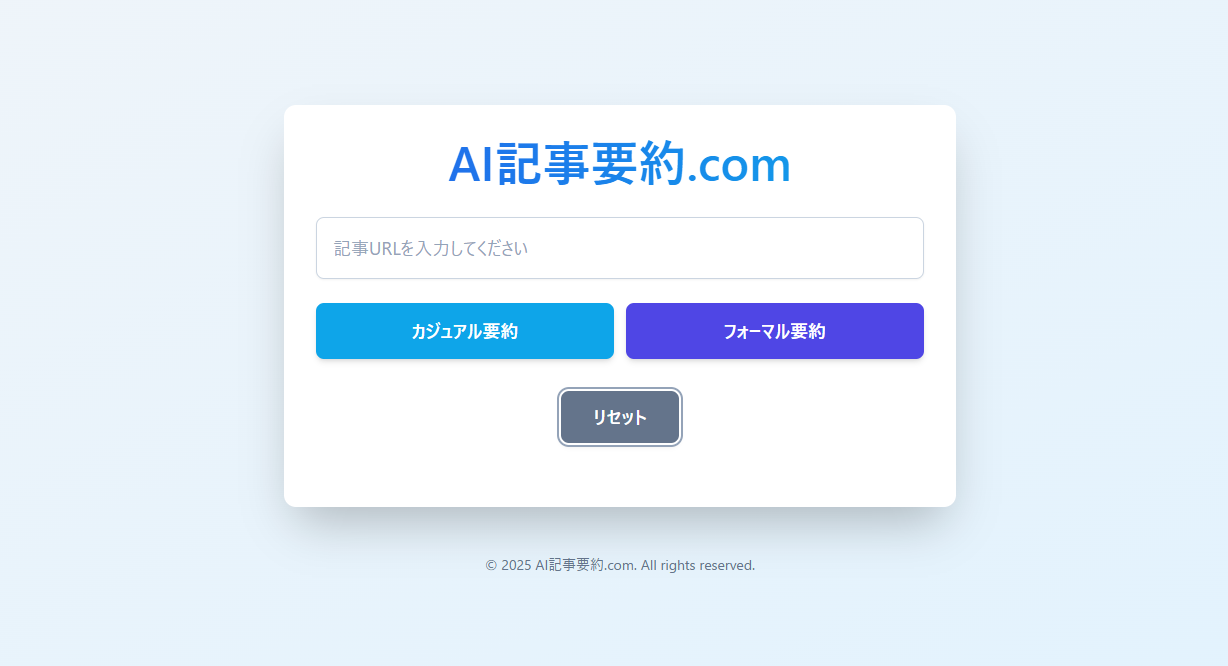 AI記事要約.com
記事URLを入力してください
カジュアル要約
フォーマル要約
リセット
© 2025 AI記事要約.com. All rights reserved.